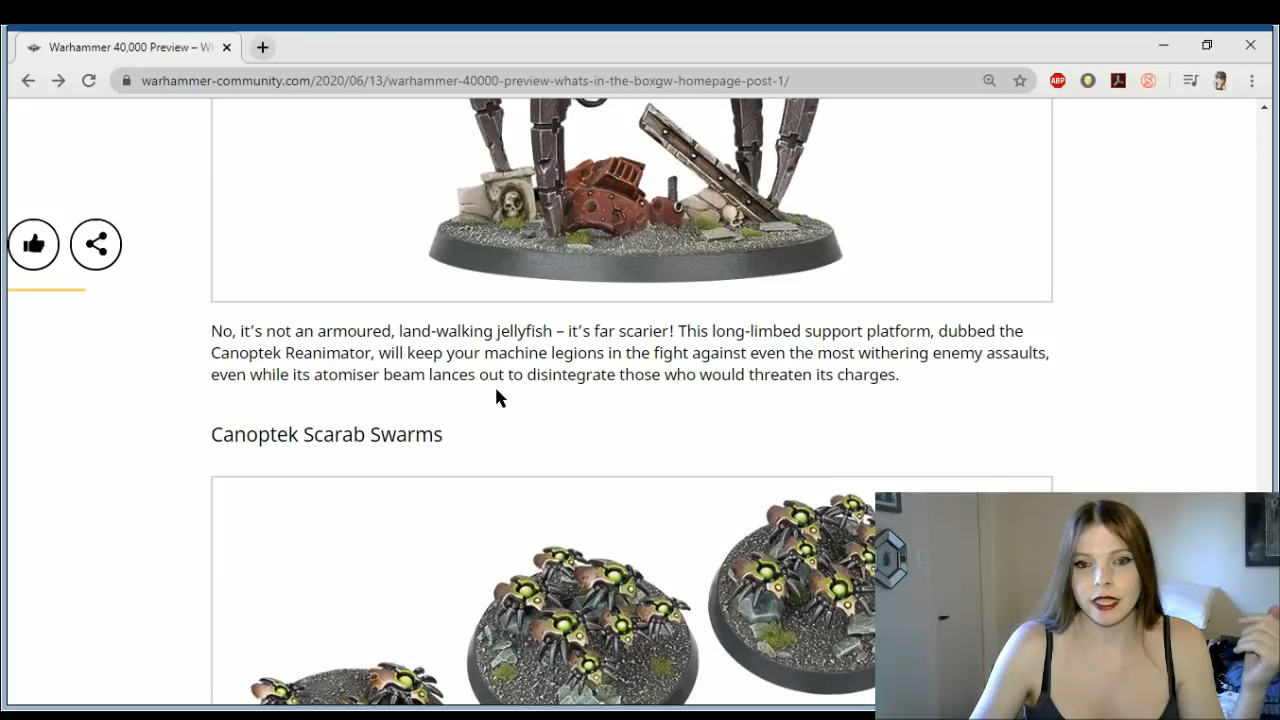 Warhammer 40,000 Preview – W
warhammer-community.com/2020/06/13/warhammer-40000-preview-whats-in-the-boxgw-homepage-post-1/
ABP
No, it's not an armoured, land-walking jellyfish – it's far scarier! This long-limbed support platform, dubbed the
Canoptek Reanimator, will keep your machine legions in the fight against even the most withering enemy assaults,
even while its atomiser beam lances out to disintegrate those who would threaten its charges.
Canoptek Scarab Swarms